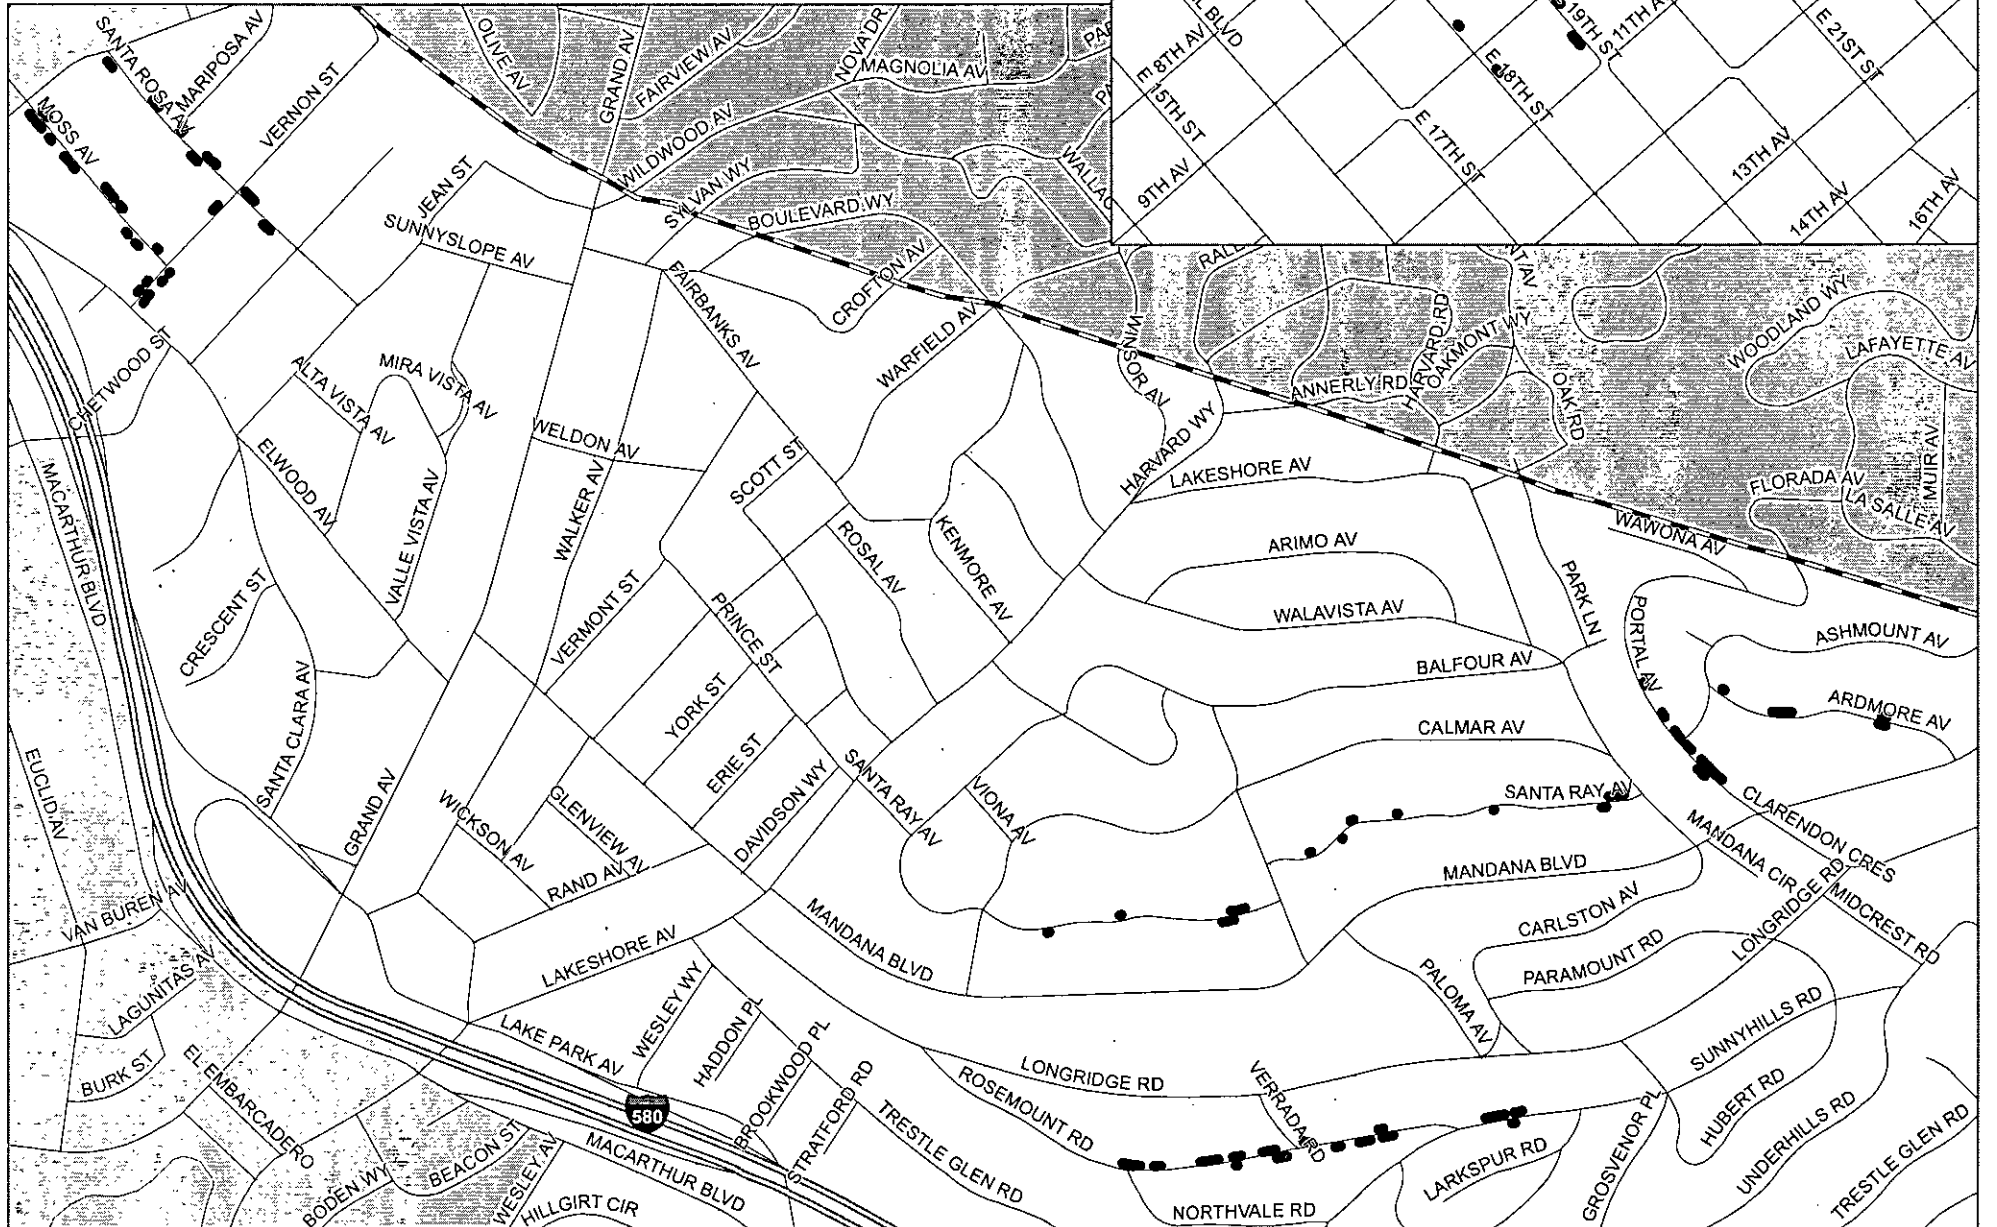 SANTA ROSA AV
MARIPOSA AV
VERNON ST
MOSS AV
OLIVE AV
GRAND AV
FAIRVIEW AV
NOVA DR
MAGNOLIA AV
WILDWOOD AV
SYLVAN WY
BOULEVARD WY
CROFTON AV
E 8TH AV
BLVD
E 15TH ST
9TH AV
E 18TH ST
19TH ST
11TH A
E 17TH ST
E 21ST ST
13TH AV
14TH AV
16TH AV
JEAN ST
SUNNYSLOPE AV
FAIRBANKS AV
WARFIELD AV
WINDSOR AV
HARVARD RD
OAKMONT WY
ANNERLY RD
OAK RD
WOODLAND WY
LAFAYETTE AV
MUIR AV
FLORADA AV
LA SALLE AV
WAWONA AV
CHETWOOD ST
ALTA VISTA AV
MIRA VISTA AV
WELDON AV
ELWOOD AV
VALLE VISTA AV
WALKER AV
SCOTT ST
HARVARD WY
LAKESHORE AV
MACARTHUR BLVD
ROSAL AV
KENMORE AV
ARIMO AV
WALAVISTA AV
PARK LN
PORTAL AV
ASHMOUNT AV
BALFOUR AV
ARDMORE AV
CRESCENT ST
VERMONT ST
PRINCE ST
YORK ST
ERIE ST
SANTA CLARA AV
CALMAR AV
SANTA RAY AV
CLARENDON CRES
MANDANA CIR
EUCLID AV
GRAND AV
WICKSON AV
GLENVIEW AV
RAND AV
DAVIDSON WY
SANTA RAY AV
VIONA AV
MANDANA BLVD
LONGRIDGE RD
MIDCREST RD
CARLSTON AV
PARAMOUNT RD
VAN BUREN AV
LAGUNITAS AV
LAKESHORE AV
MANDANA BLVD
PALOMA AV
SUNNYHILLS RD
BURK ST
EL EMBARCADERO
LAKE PARK AV
WESLEY WY
HADDON PL
BROOKWOOD PL
STRATFORD RD
580
ROSEMOUNT RD
LONGRIDGE RD
VERRADA RD
TRESTLE GLEN RD
HUBERT RD
UNDERHILLS RD
TRESTLE GLEN RD
GROSVENOR PL
LARKSPUR RD
NORTHVALE RD
BODEN WY
BEACON ST
WESLEY AV
MACARTHUR BLVD
HILLGIRT CIR